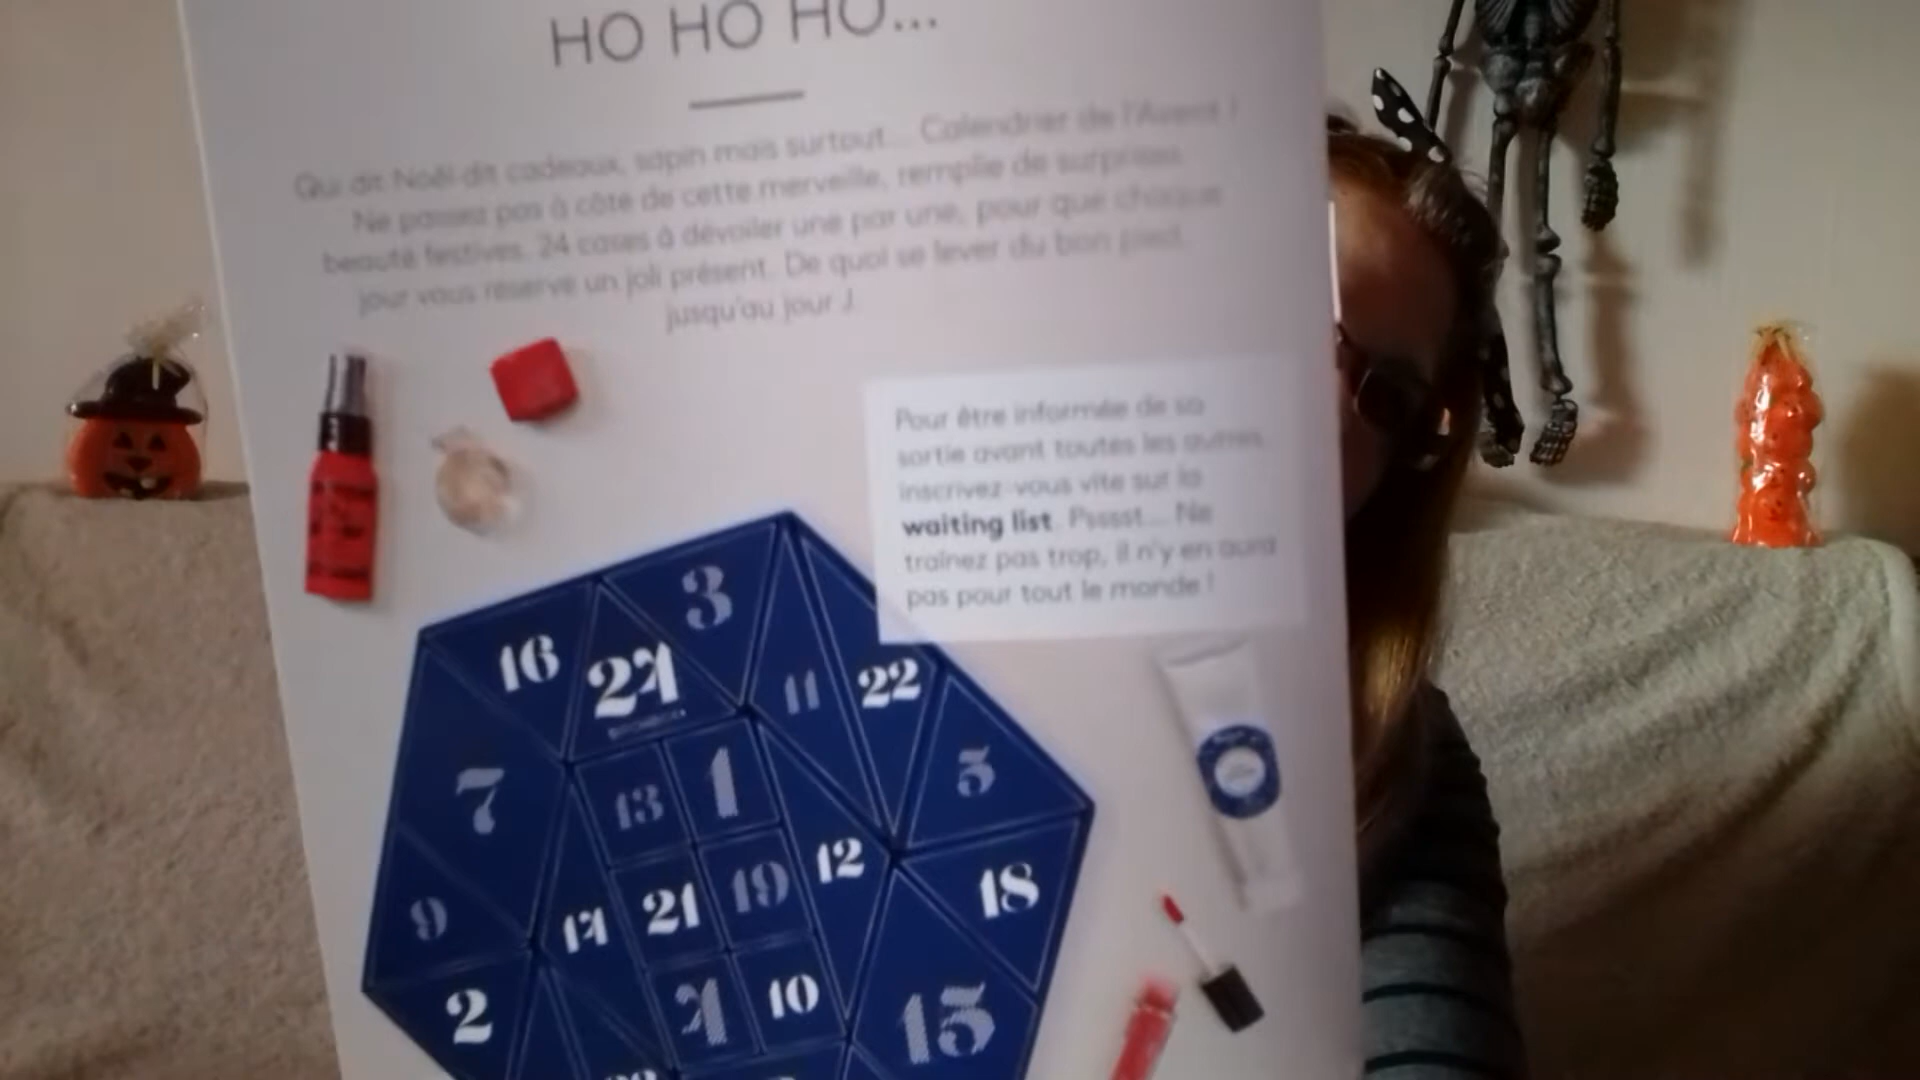 HO HO HO...
Qui dit Noël dit cadeaux, sapin mais surtout... Calendrier de l'Avent !
Ne passez pas à côté de cette merveille, remplie de surprises
beauté festives. 24 cases à dévoiler une par une, pour que chaque
jour vous réserve un joli présent. De quoi se lever du bon pied,
jusqu'au jour J.
Pour être informée de sa
sortie avant toutes les autres,
inscrivez-vous vite sur la
waiting list. Psssst... Ne
traînez pas trop, il n'y en aura
pas pour tout le monde !
3
16
24
11
22
7
13
1
5
12
18
9
14
21
19
2
4
10
15